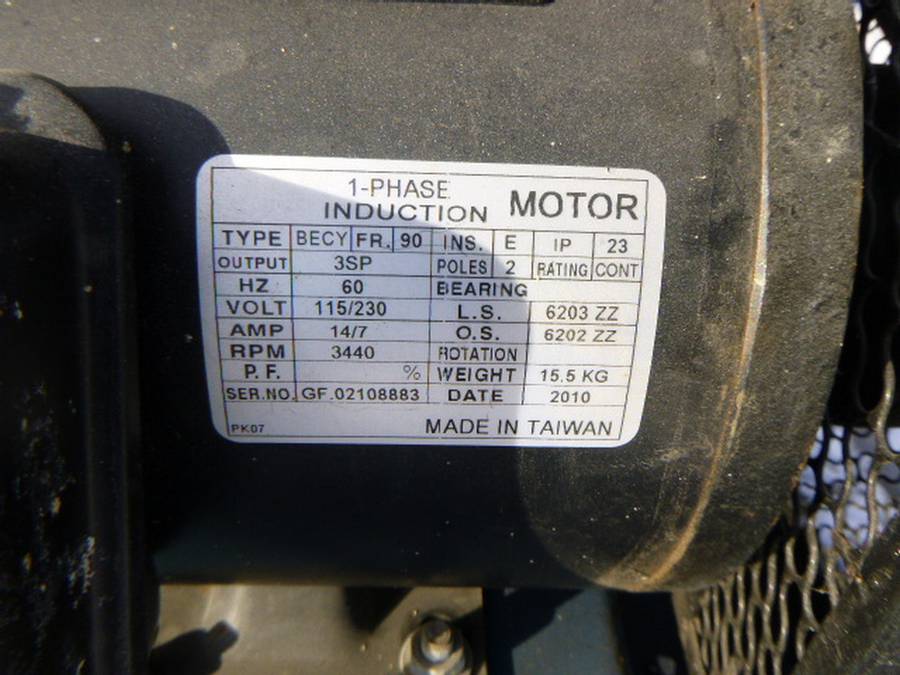 1-PHASE
INDUCTION MOTOR
TYPE BECY FR. 90 INS. E IP 23
OUTPUT 3SP POLES 2 RATING CONT
HZ 60 BEARING
VOLT 115/230 L.S. 6203 ZZ
AMP 14/7 O.S. 6202 ZZ
RPM 3440 ROTATION
P.F. % WEIGHT 15.5 KG
SER.NO. GF.02108883 DATE 2010
PK07 MADE IN TAIWAN